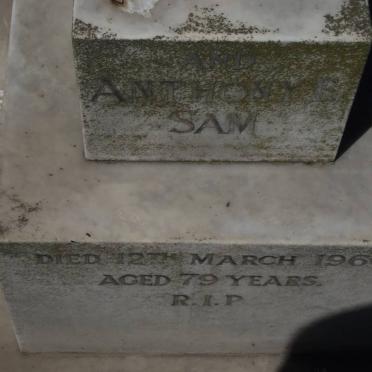 AND
ANTHONY E
SAM
DIED 12TH MARCH 196
AGED 79 YEARS.
R.I.P